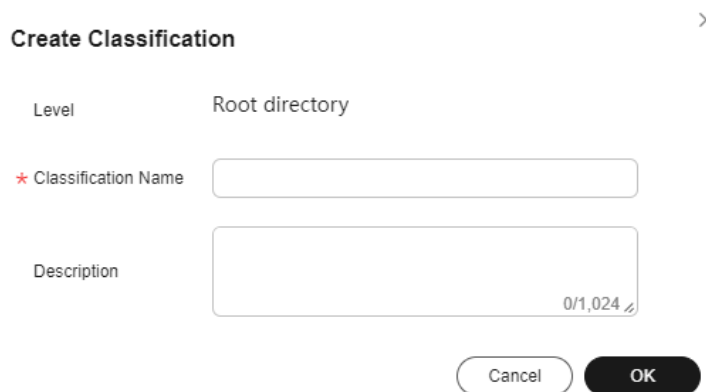 Create Classification
Level Root directory
* Classification Name
Description
0/1,024
Cancel OK